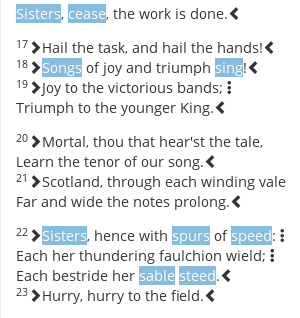 Sisters, cease, the work is done.
17 Hail the task, and hail the hands!
18 Songs of joy and triumph sing!
19 Joy to the victorious bands;
Triumph to the younger King.
20 Mortal, thou that hear'st the tale,
Learn the tenor of our song.
21 Scotland, through each winding vale
Far and wide the notes prolong.
22 Sisters, hence with spurs of speed:
Each her thundering faulchion wield;
Each bestride her sable steed.
23 Hurry, hurry to the field.